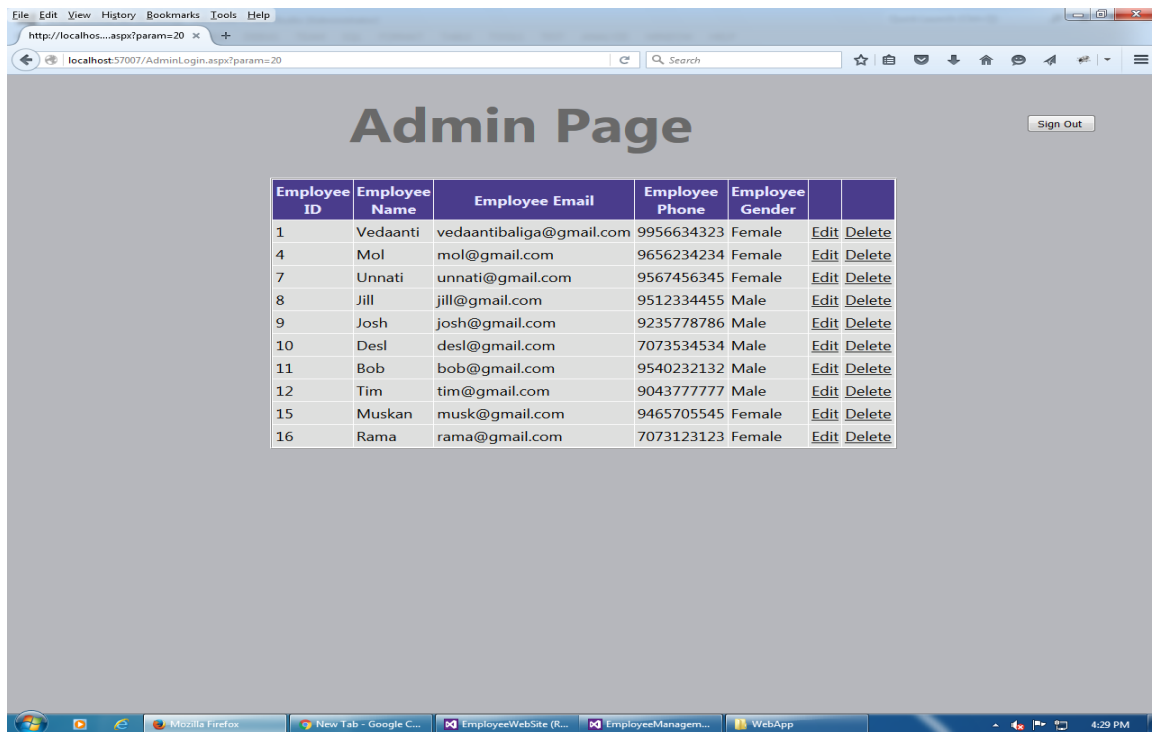 File Edit View History Bookmarks Tools Help
http://localhos....aspx?param=20 × +
localhost:57007/AdminLogin.aspx?param=20
Search
Admin Page
Sign Out
Employee ID Employee Name Employee Email Employee Phone Employee Gender
1 Vedaanti vedaantibaliga@gmail.com 9956634323 Female Edit Delete
4 Mol mol@gmail.com 9656234234 Female Edit Delete
7 Unnati unnati@gmail.com 9567456345 Female Edit Delete
8 Jill jill@gmail.com 9512334455 Male Edit Delete
9 Josh josh@gmail.com 9235778786 Male Edit Delete
10 Desl desl@gmail.com 7073534534 Male Edit Delete
11 Bob bob@gmail.com 9540232132 Male Edit Delete
12 Tim tim@gmail.com 9043777777 Male Edit Delete
15 Muskan musk@gmail.com 9465705545 Female Edit Delete
16 Rama rama@gmail.com 7073123123 Female Edit Delete
Mozilla Firefox
New Tab - Google C...
EmployeeWebSite (R...
EmployeeManagem...
WebApp
4:29 PM